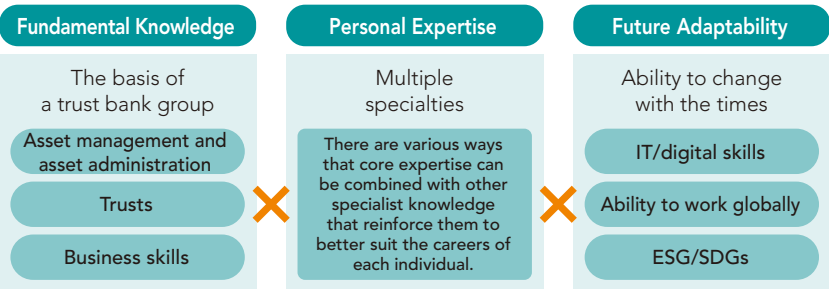 Fundamental Knowledge
The basis of
a trust bank group
Asset management and
asset administration
Trusts
Business skills
Personal Expertise
Multiple
specialties
There are various ways
that core expertise can
be combined with other
specialist knowledge
that reinforce them to
better suit the careers of
each individual.
Future Adaptability
Ability to change
with the times
IT/digital skills
Ability to work globally
ESG/SDGs